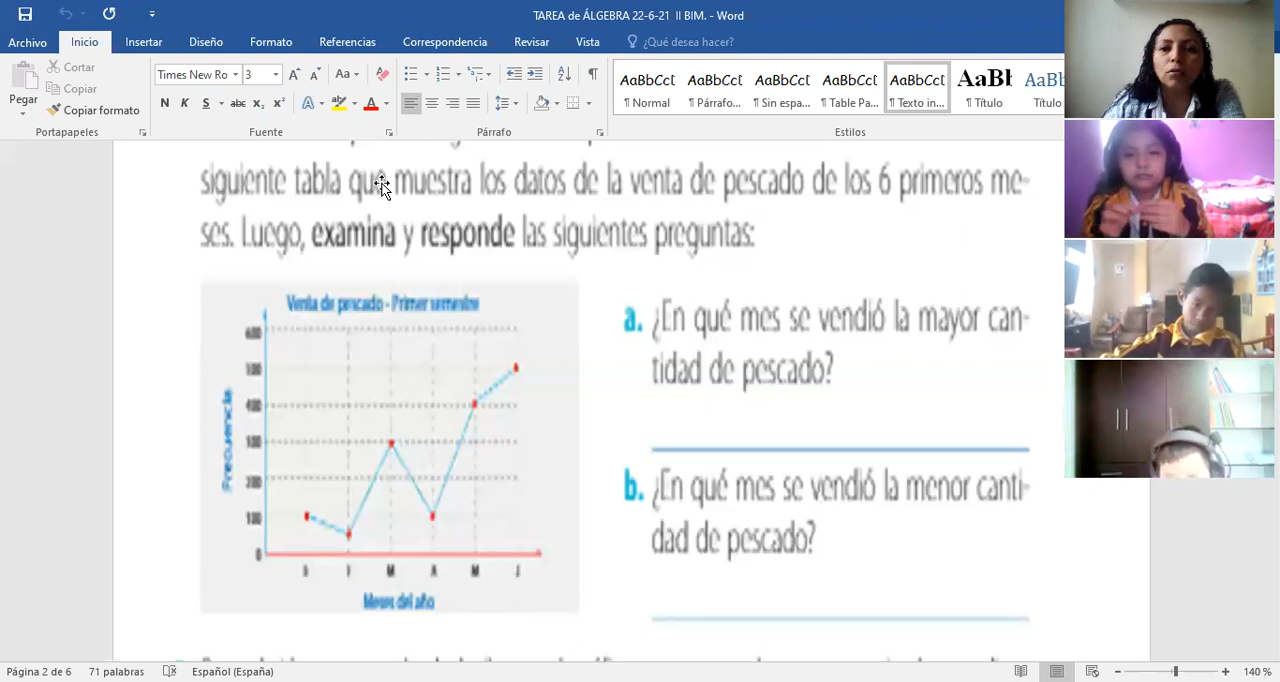 TAREA de ÁLGEBRA 22-6-21 II BIM. - Word
Archivo Inicio Insertar Diseño Formato Referencias Correspondencia Revisar Vista ¿Qué desea hacer?
Pegar
Cortar
Copiar
Copiar formato
Portapapeles
Times New Ro 3
Aa
N K S abc x₂ x²
Fuente
Párrafo
AaBbCcI AaBbCcI AaBbCcI AaBbCcI AaBbCcI AaBl AaBb
¶ Normal ¶ Párrafo... ¶ Sin espa... ¶ Table Pa... ¶ Texto in... ¶ Título Título
Estilos
siguiente tabla que muestra los datos de la venta de pescado de los 6 primeros me-
ses. Luego, examina y responde las siguientes preguntas:
Venta de pescado - Primer semestre
Frecuencia
600
500
400
300
200
100
0
F M A M J
Meses del año
a. ¿En qué mes se vendió la mayor can-
tidad de pescado?
b. ¿En qué mes se vendió la menor canti-
dad de pescado?
Página 2 de 6 71 palabras Español (España) 140 %